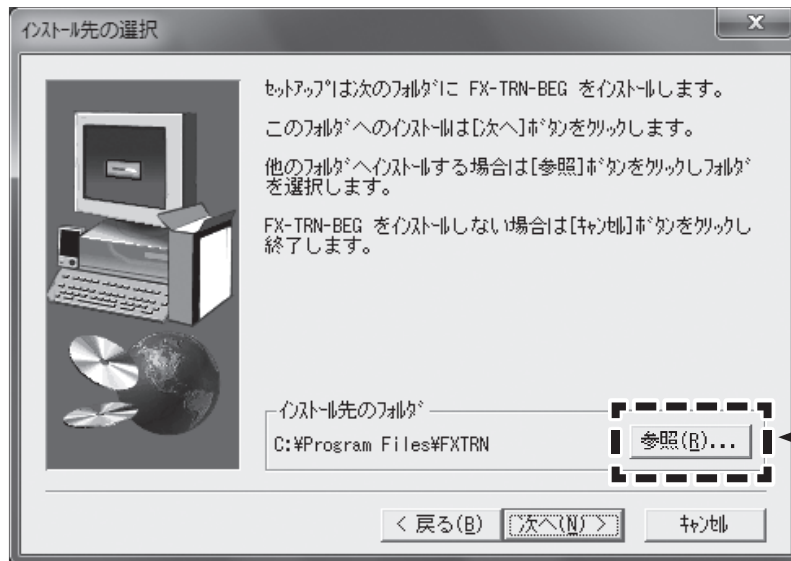 インストール先の選択
セットアップは次のフォルダに FX-TRN-BEG をインストールします。
このフォルダへのインストールは[次へ]ボタンをクリックします。
他のフォルダへインストールする場合は[参照]ボタンをクリックしフォルダ
を選択します。
FX-TRN-BEG をインストールしない場合は[キャンセル]ボタンをクリックし
終了します。
インストール先のフォルダ
C:¥Program Files¥FXTRN
参照(R)...
< 戻る(B)
次へ(N) >
キャンセル